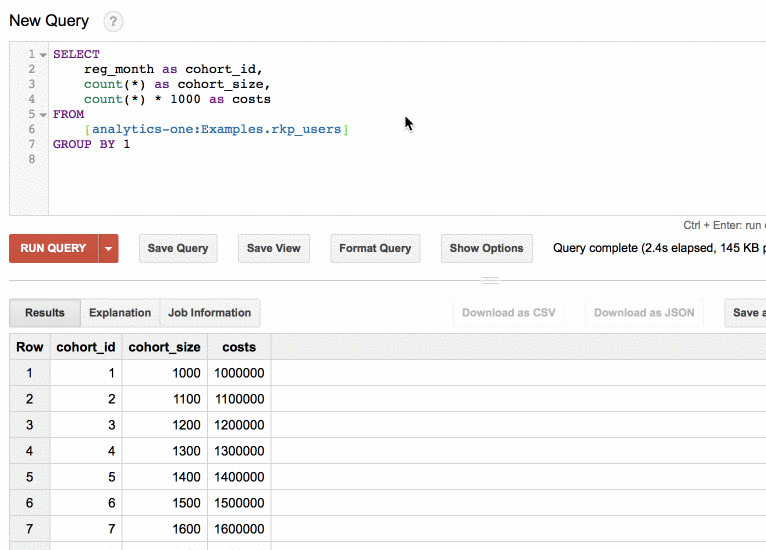 New Query ?
1 SELECT
2 reg_month as cohort_id,
3 count(*) as cohort_size,
4 count(*) * 1000 as costs
5 FROM
6 [analytics-one:Examples.rkp_users]
7 GROUP BY 1
8
Ctrl + Enter: run
RUN QUERY Save Query Save View Format Query Show Options Query complete (2.4s elapsed, 145 KB p
Results Explanation Job Information Download as CSV Download as JSON Save a
Row cohort_id cohort_size costs
1 1 1000 1000000
2 2 1100 1100000
3 3 1200 1200000
4 4 1300 1300000
5 5 1400 1400000
6 6 1500 1500000
7 7 1600 1600000